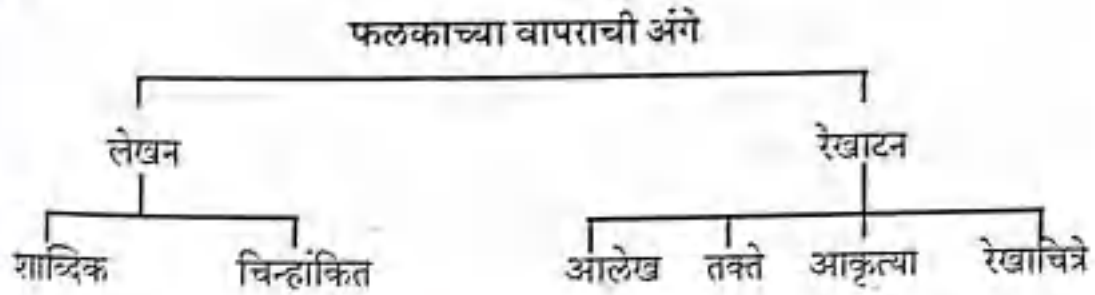 फलकाच्या वापराची अंगे
लेखन रेखाटन
शाब्दिक चिन्हांकित आलेख तक्ते आकृत्या रेखाचित्रे